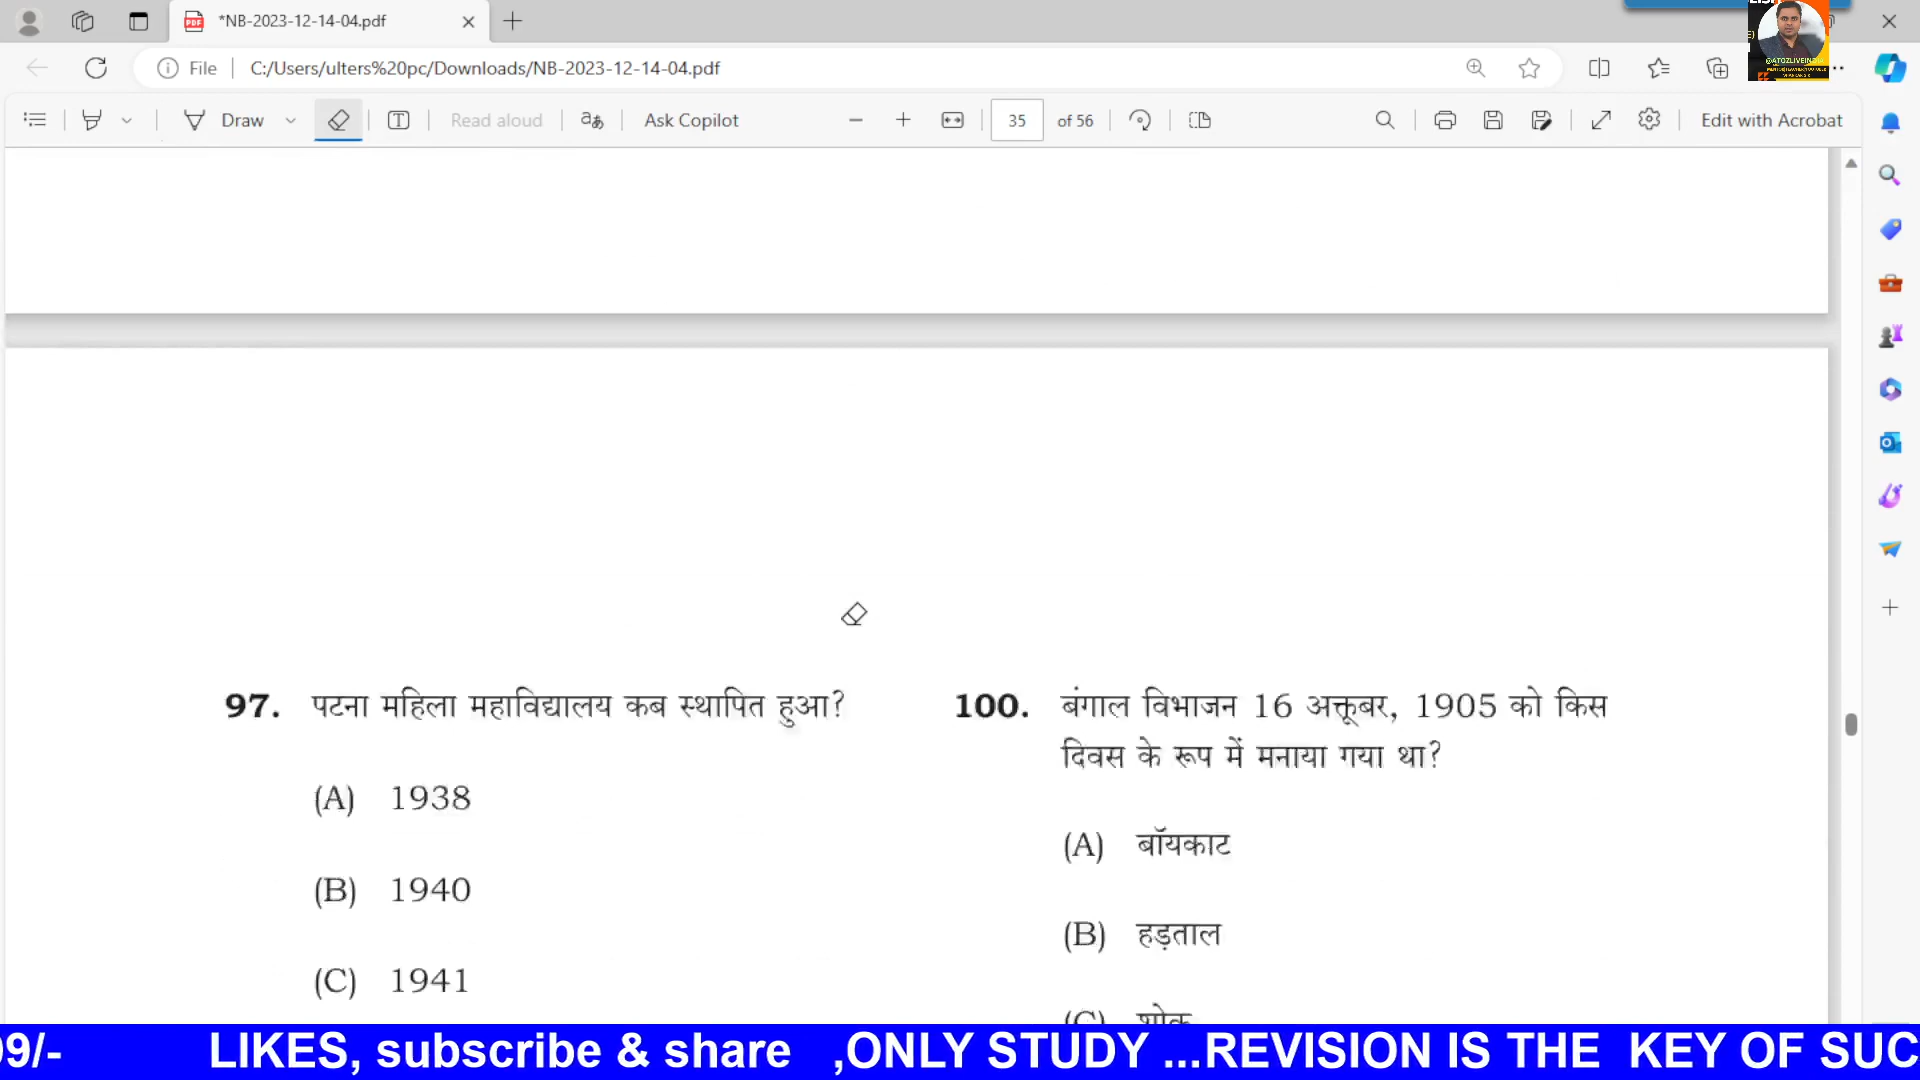 *NB-2023-12-14-04.pdf
File
C:/Users/ulters%20pc/Downloads/NB-2023-12-14-04.pdf
Draw
Read aloud
Ask Copilot
35 of 56
Edit with Acrobat
@ATOZLIVEINDIA
97. पटना महिला महाविद्यालय कब स्थापित हुआ?
(A) 1938
(B) 1940
(C) 1941
100. बंगाल विभाजन 16 अक्तूबर, 1905 को किस
दिवस के रूप में मनाया गया था?
(A) बॉयकाट
(B) हड़ताल
(C) शोक
99/- LIKES, subscribe & share ,ONLY STUDY ...REVISION IS THE KEY OF SUC